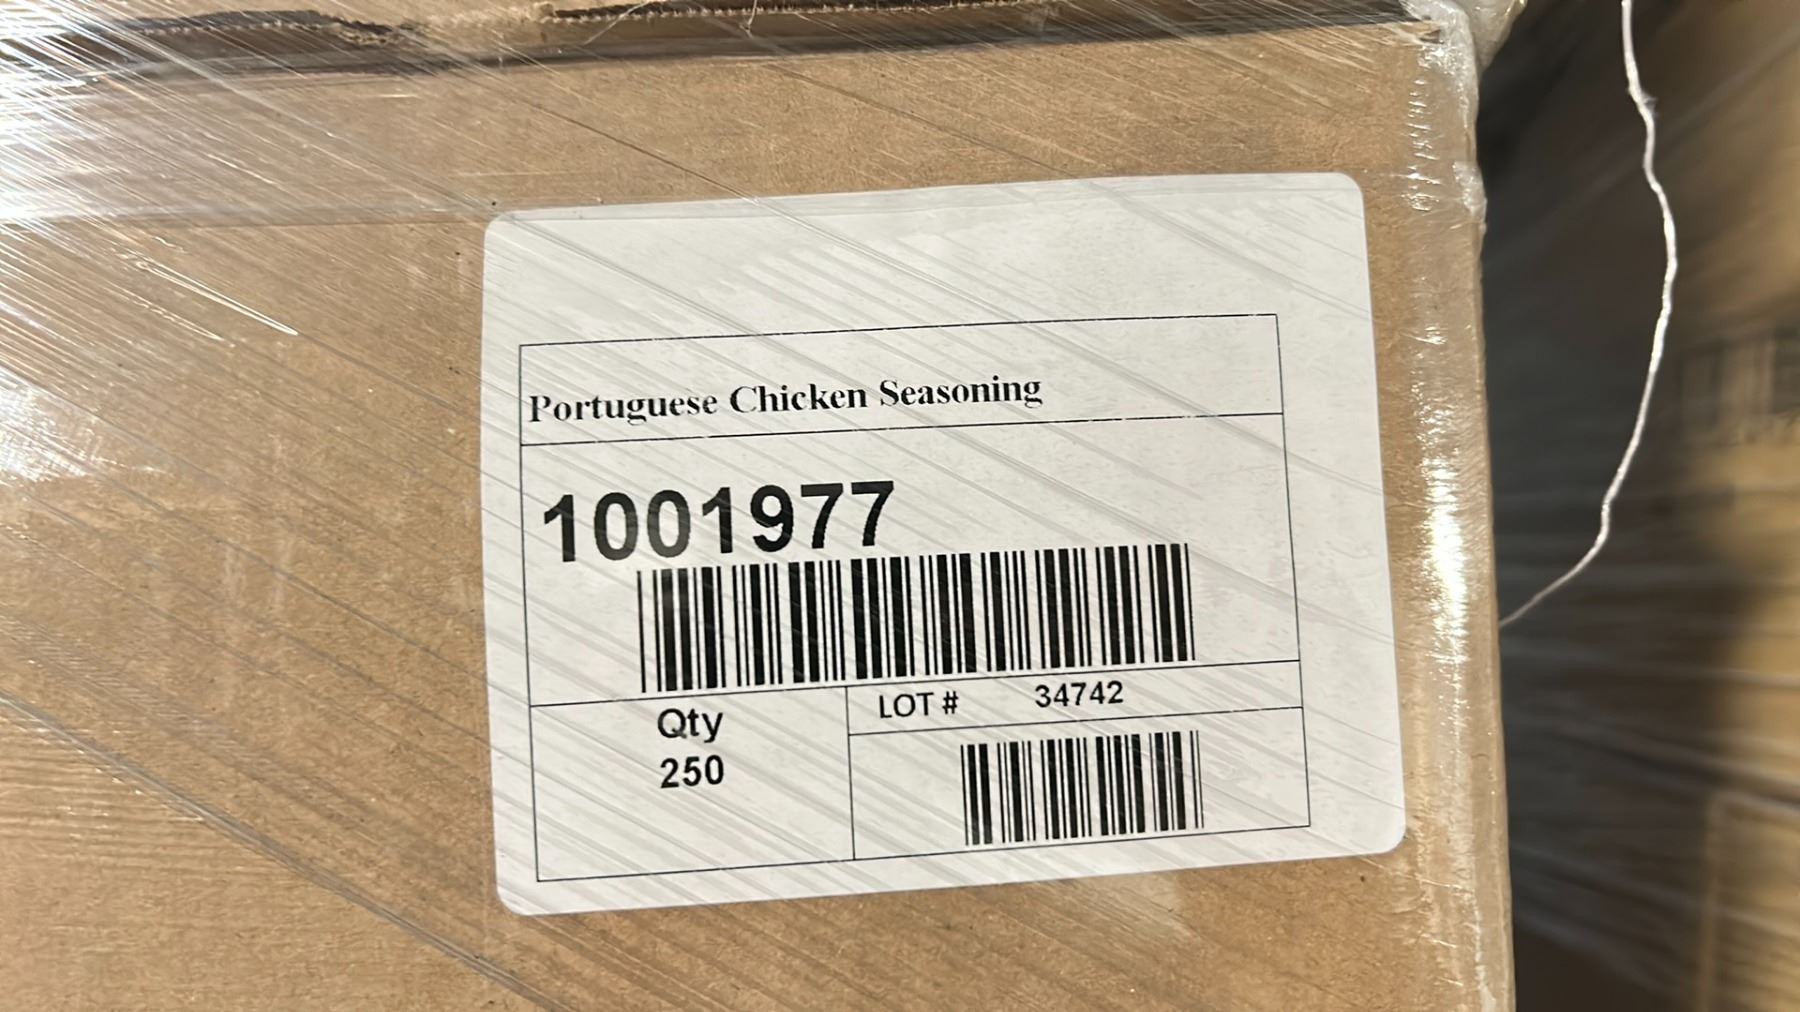 Portuguese Chicken Seasoning
1001977
Qty
250
LOT # 34742